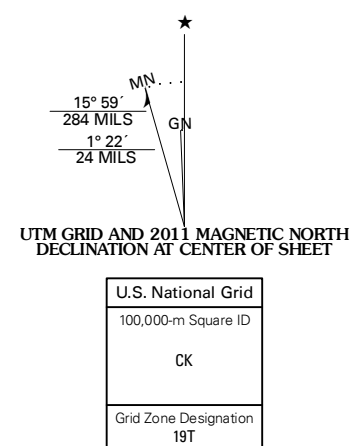 MN
15° 59´
284 MILS
GN
1° 22´
24 MILS
UTM GRID AND 2011 MAGNETIC NORTH
DECLINATION AT CENTER OF SHEET
U.S. National Grid
100,000-m Square ID
CK
Grid Zone Designation
19T